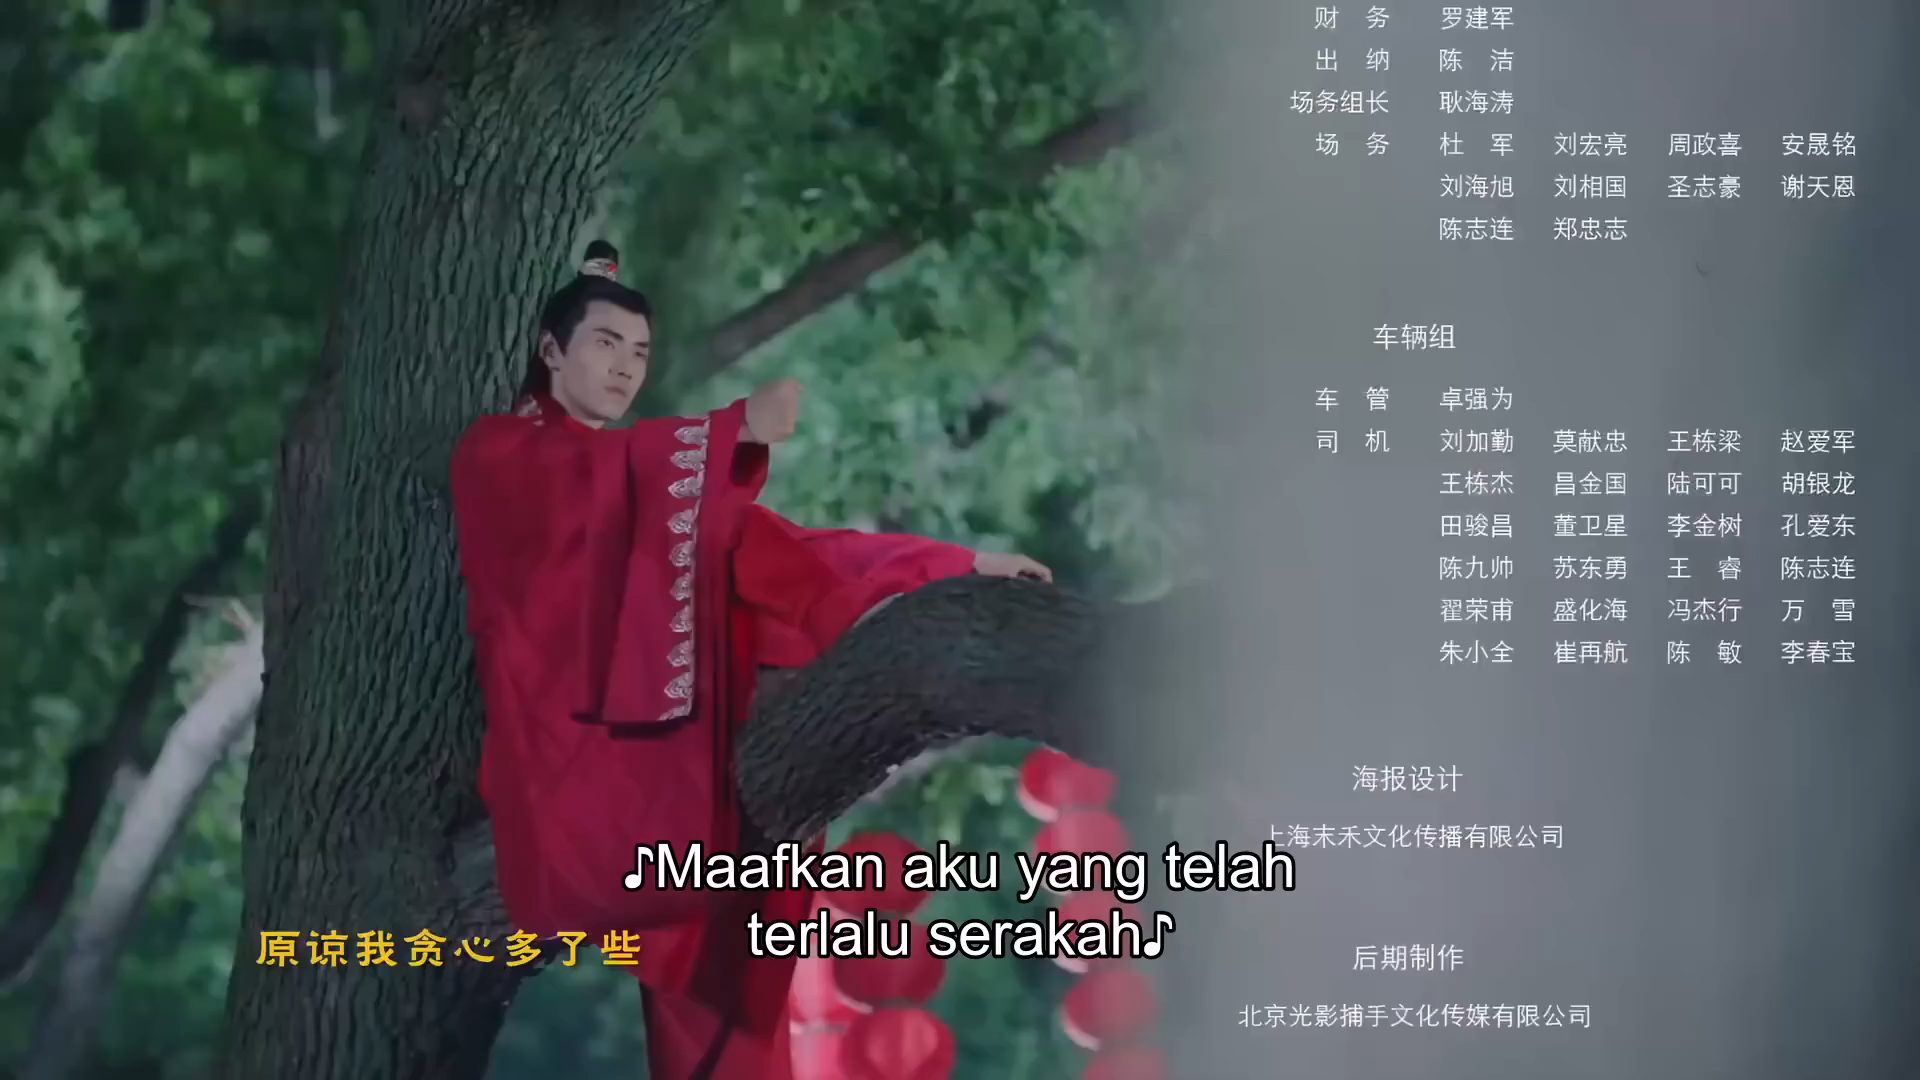 财 务 罗建军
出 纳 陈 洁
场务组长 耿海涛
场 务 杜 军 刘宏亮 周政喜 安晟铭
刘海旭 刘相国 圣志豪 谢天恩
陈志连 郑忠志
车辆组
车 管 卓强为
司 机 刘加勤 莫献忠 王栋梁 赵爱军
王栋杰 昌金国 陆可可 胡银龙
田骏昌 董卫星 李金树 孔爱东
陈九帅 苏东勇 王 睿 陈志连
翟荣甫 盛化海 冯杰行 万 雪
朱小全 崔再航 陈 敏 李春宝
海报设计
上海末禾文化传播有限公司
♪Maafkan aku yang telah
terlalu serakah♪
原谅我贪心多了些
后期制作
北京光影捕手文化传媒有限公司